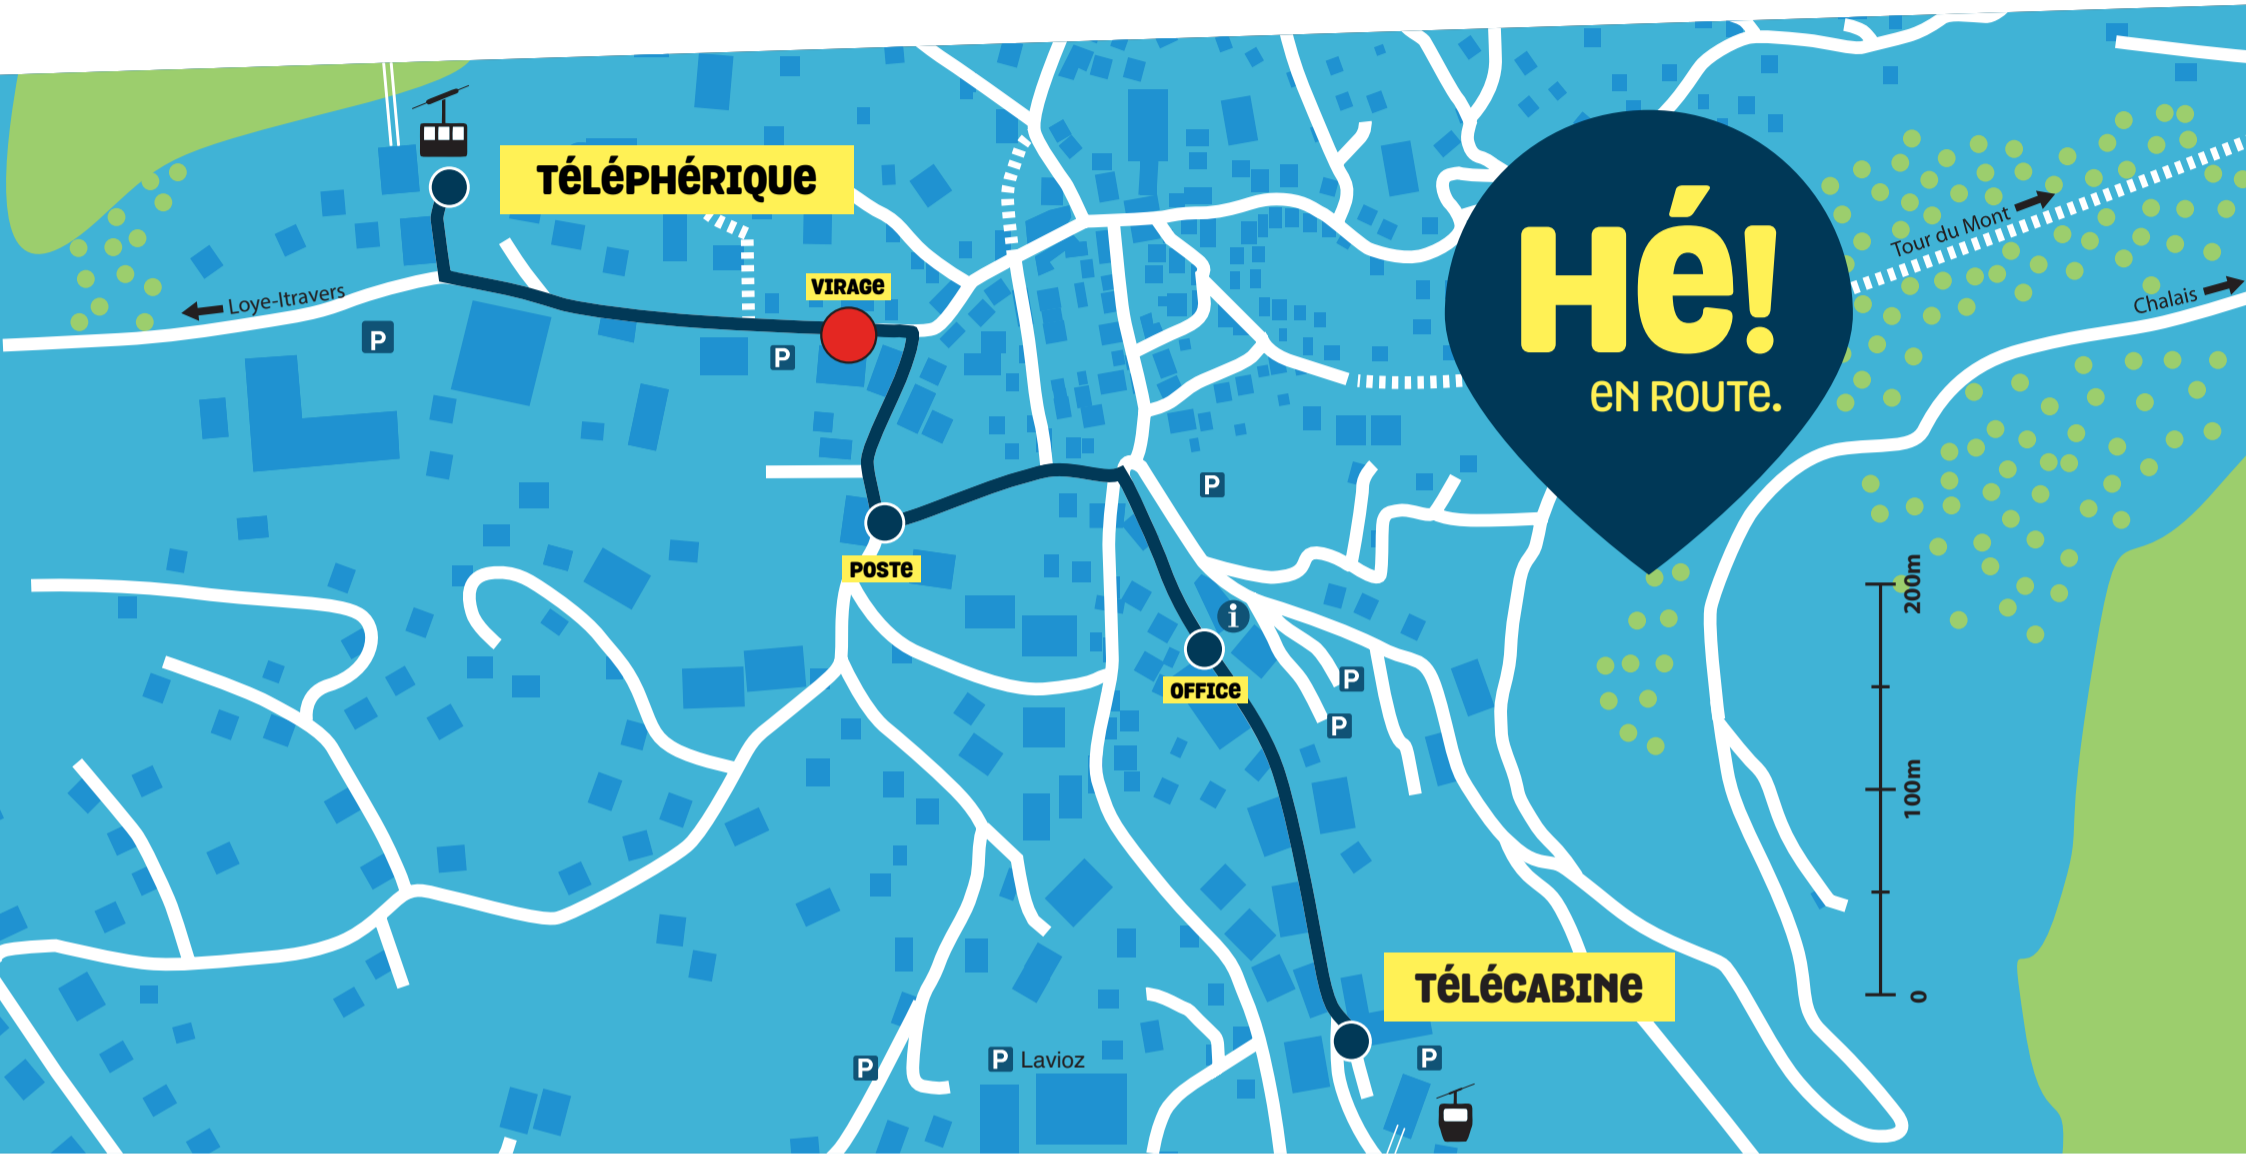 TÉLÉPHÉRIQUE
Hé!
EN ROUTE.
Tour du Mont
Chalais
Loye-Itravers
VIRAGE
P
P
P
POSTE
i
OFFICE
P
P
200m
100m
0
TÉLÉCABINE
P
P Lavioz
P